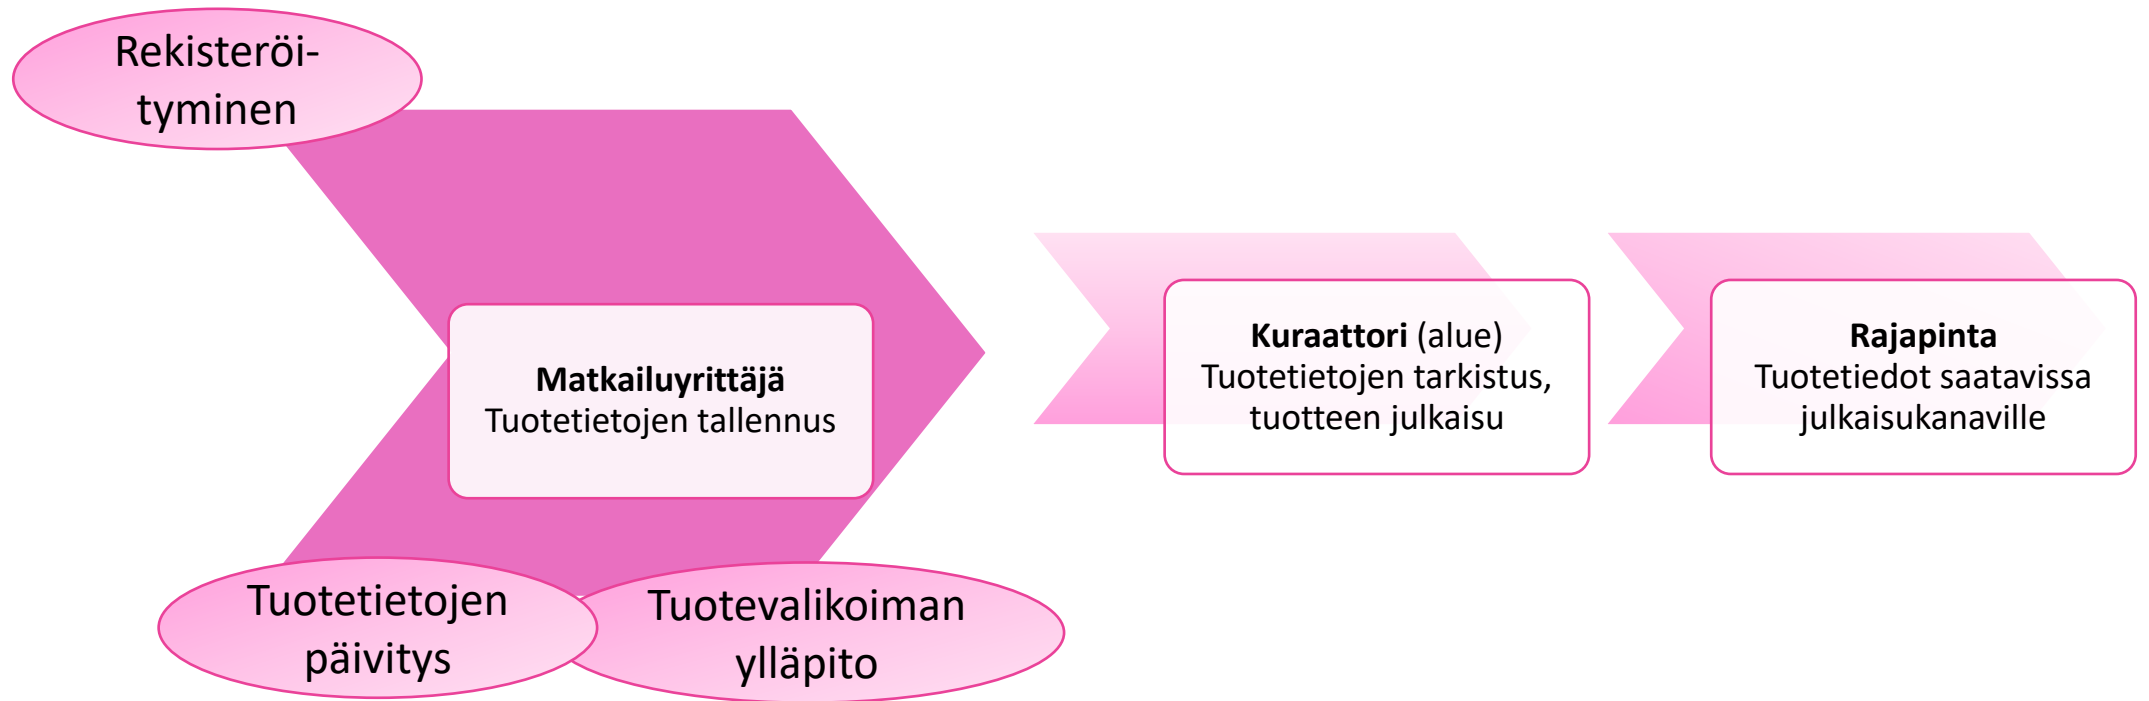 Rekisteröi-
tyminen
Matkailuyrittäjä
Tuotetietojen tallennus
Tuotetietojen
päivitys
Tuotevalikoiman
ylläpito
Kuraattori (alue)
Tuotetietojen tarkistus,
tuotteen julkaisu
Rajapinta
Tuotetiedot saatavissa
julkaisukanaville